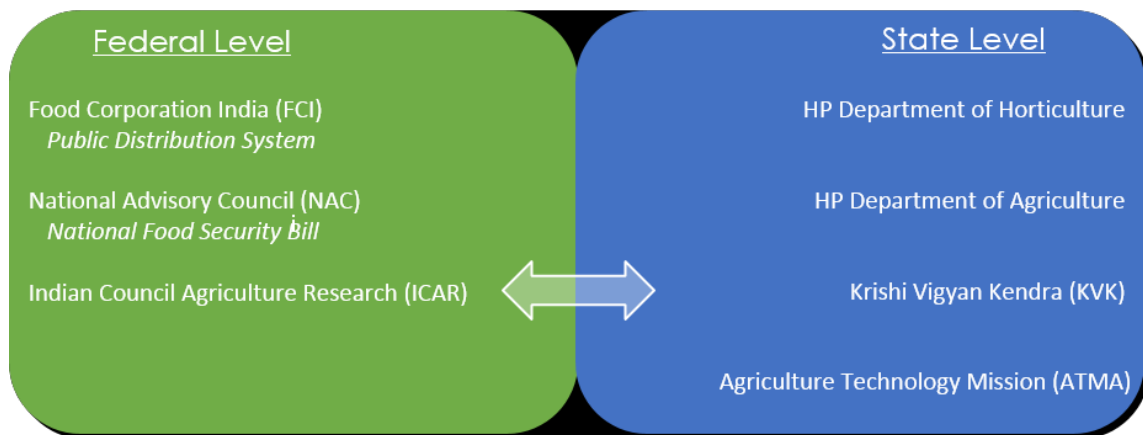 Federal Level
Food Corporation India (FCI)
Public Distribution System
National Advisory Council (NAC)
National Food Security Bill
Indian Council Agriculture Research (ICAR)
State Level
HP Department of Horticulture
HP Department of Agriculture
Krishi Vigyan Kendra (KVK)
Agriculture Technology Mission (ATMA)